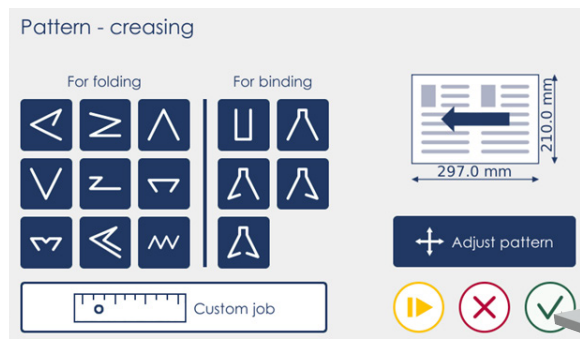 Pattern - creasing
For folding
For binding
210.0 mm
297.0 mm
Adjust pattern
Custom job